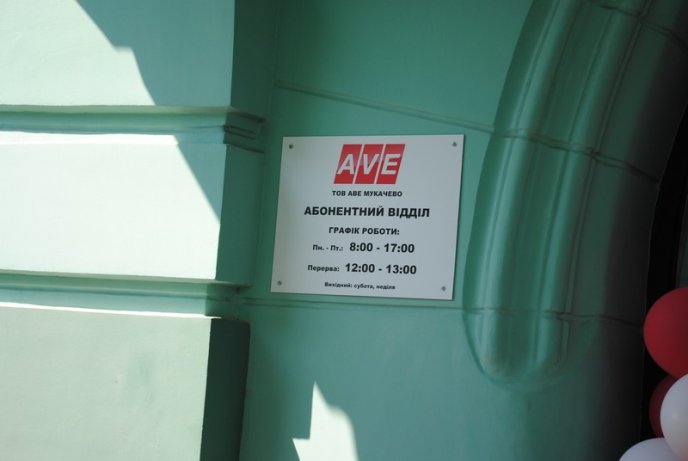 AVE
ТОВ АВЕ МУКАЧЕВО
АБОНЕНТНИЙ ВІДДІЛ
ГРАФІК РОБОТИ:
Пн. - Пт.: 8:00 - 17:00
Перерва: 12:00 - 13:00
Вихідний: субота, неділя